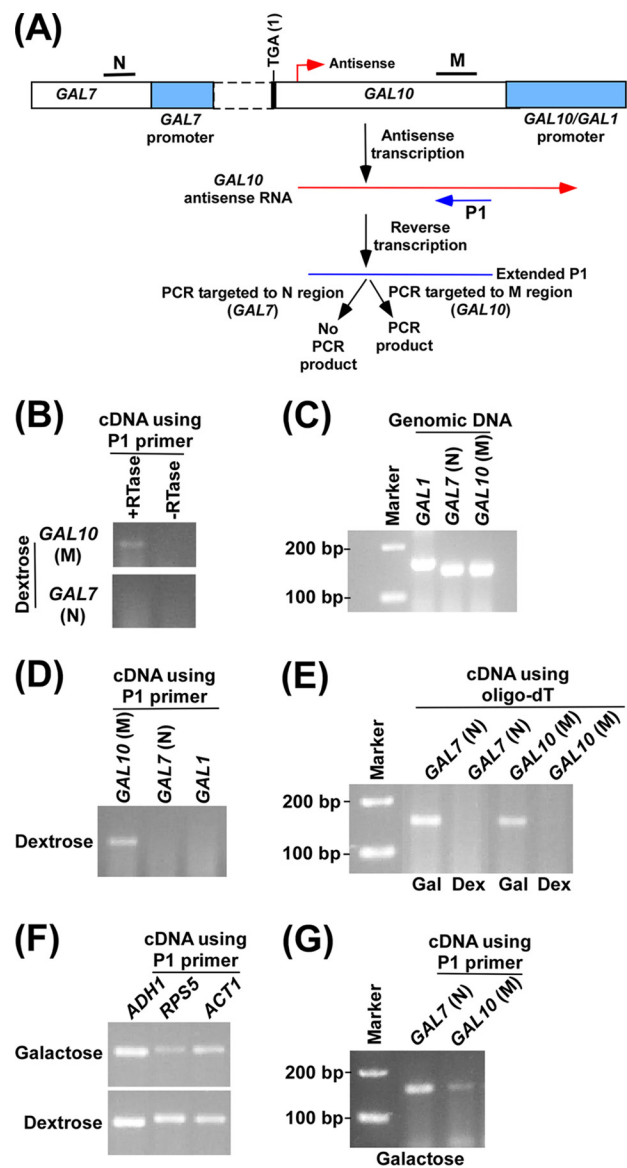 (A)
N
TGA (1)
Antisense
M
GAL7
GAL10
GAL7
promoter
GAL10/GAL1
promoter
Antisense
transcription
GAL10
antisense RNA
P1
Reverse
transcription
Extended P1
PCR targeted to N region
(GAL7)
PCR targeted to M region
(GAL10)
No
PCR
product
PCR
product
(B)
cDNA using
P1 primer
+RTase
-RTase
Dextrose
GAL10
(M)
GAL7
(N)
(C)
Genomic DNA
Marker
GAL1
GAL7 (N)
GAL10 (M)
200 bp-
100 bp-
(D)
cDNA using
P1 primer
GAL10 (M)
GAL7 (N)
GAL1
Dextrose
(E)
cDNA using
oligo-dT
Marker
GAL7 (N)
GAL7 (N)
GAL10 (M)
GAL10 (M)
200 bp-
100 bp-
Gal Dex Gal Dex
(F)
cDNA using
P1 primer
ADH1
RPS5
ACT1
Galactose
Dextrose
(G)
cDNA using
P1 primer
Marker
GAL7 (N)
GAL10 (M)
200 bp-
100 bp-
Galactose